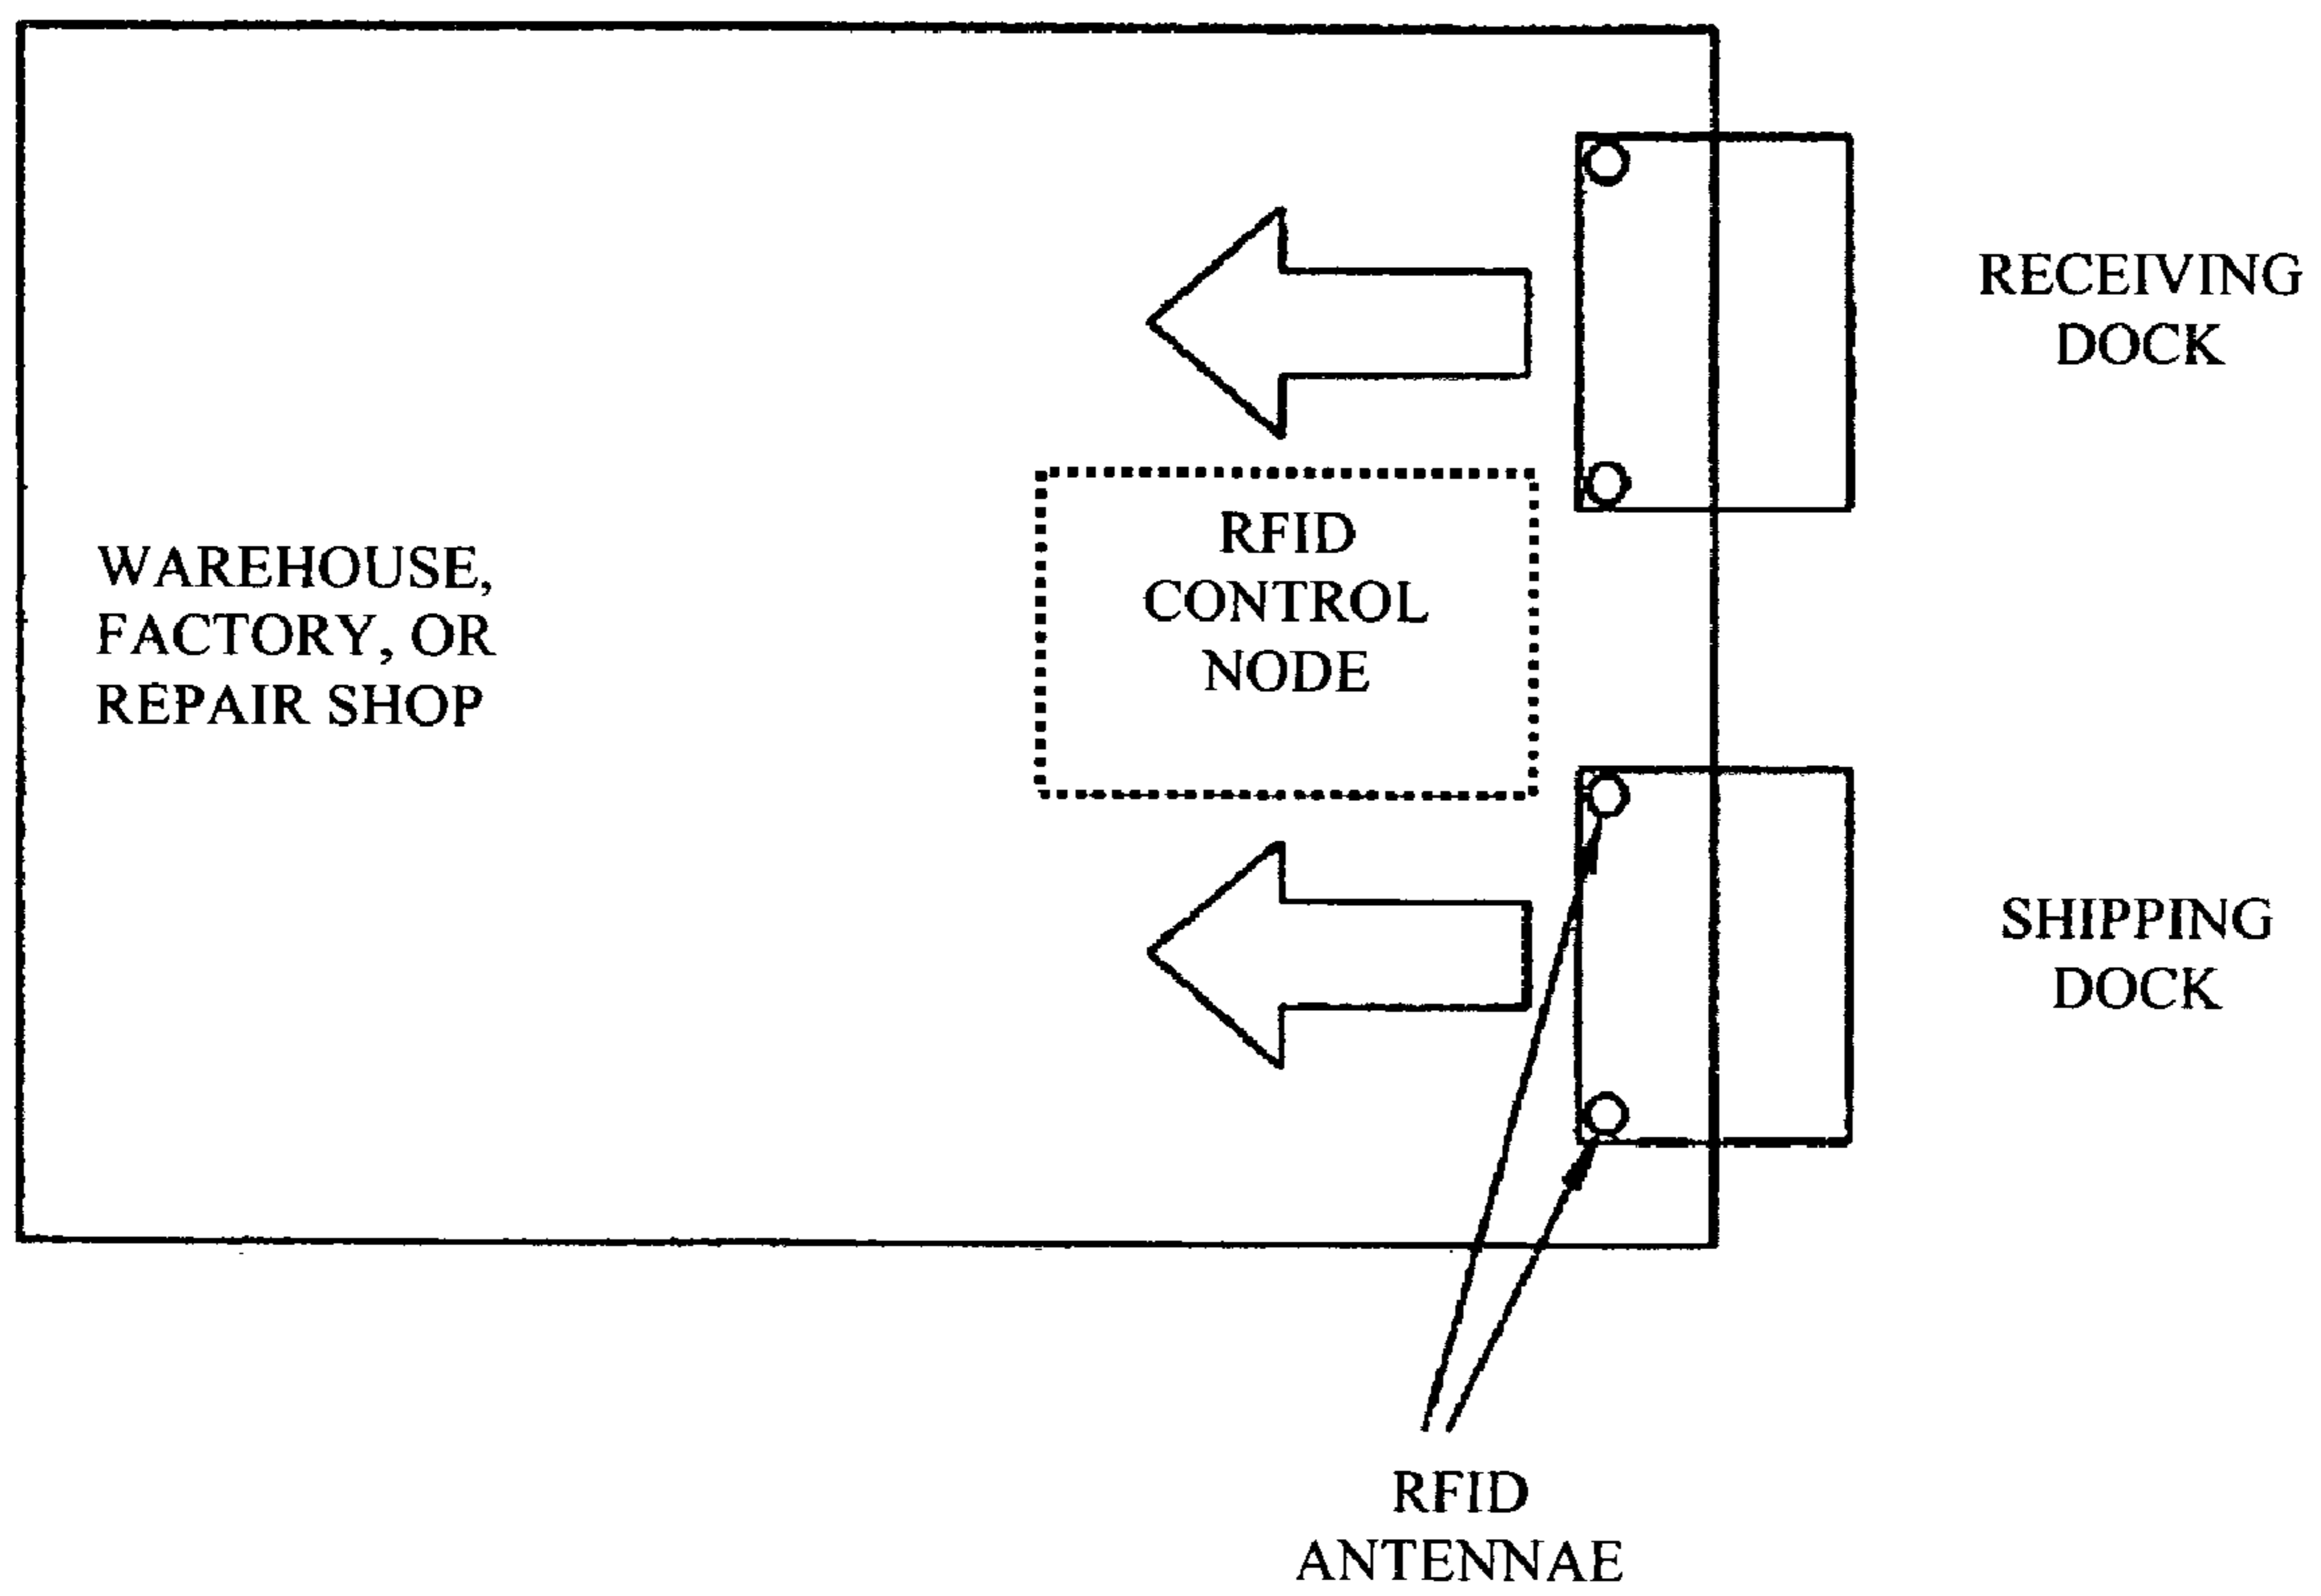 RECEIVING
DOCK
RFID
CONTROL
NODE
WAREHOUSE,
FACTORY, OR
REPAIR SHOP
SHIPPING
DOCK
RFID
ANTENNAE